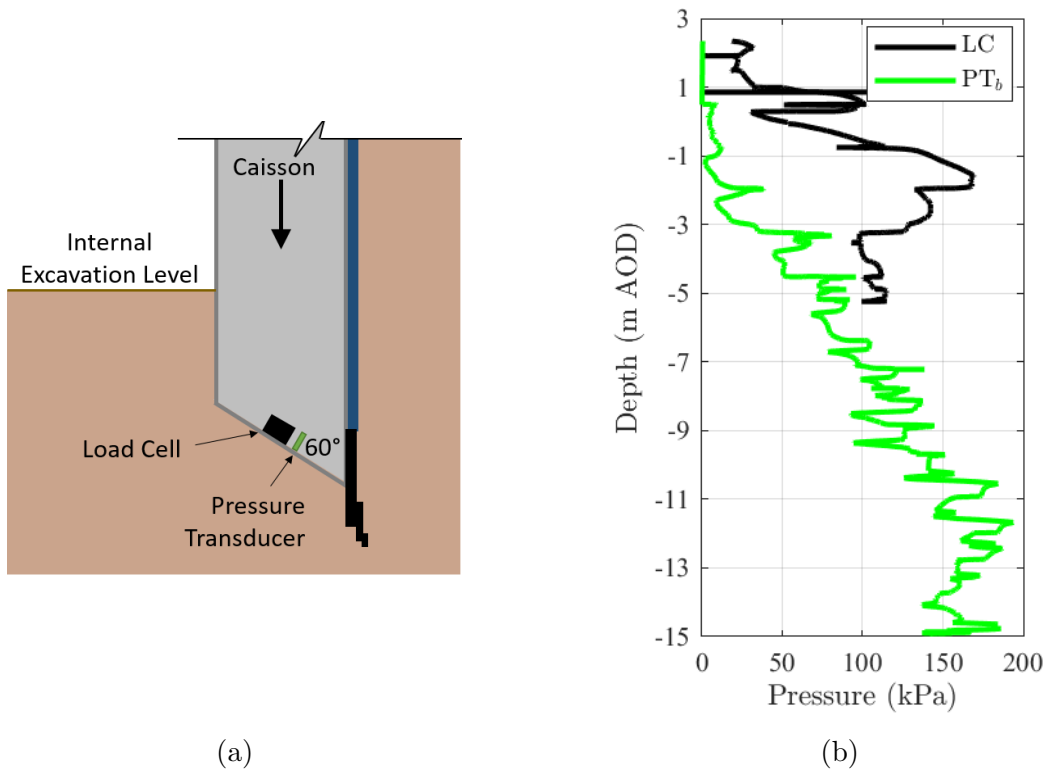 Caisson
Internal
Excavation Level
Load Cell
60°
Pressure
Transducer
(a)
3
1
-1
-3
-5
-7
-9
-11
-13
-15
Depth (m AOD)
LC
PT_b
0 50 100 150 200
Pressure (kPa)
(b)